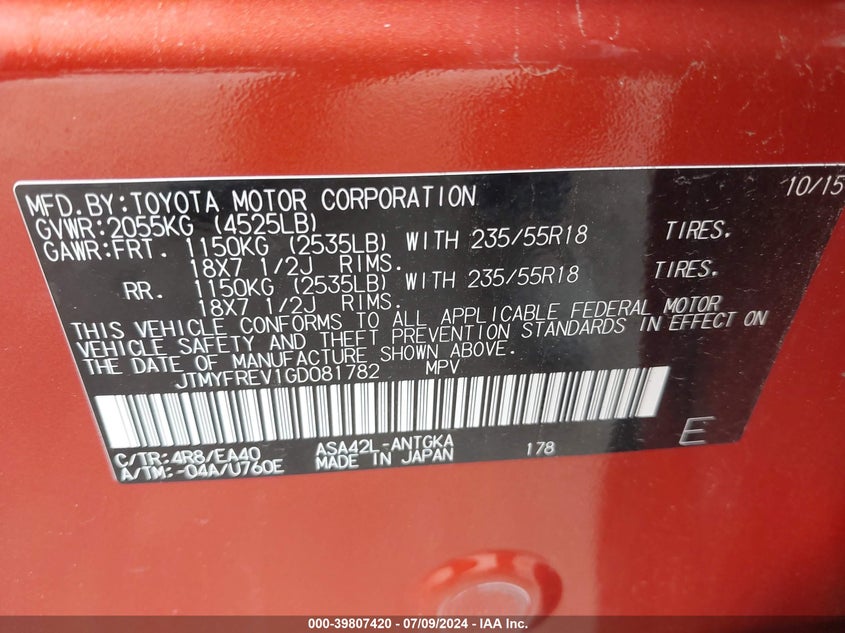 MFD.BY:TOYOTA MOTOR CORPORATION 10/15
GVWR:2055KG (4525LB)
GAWR:FRT. 1150KG (2535LB) WITH 235/55R18 TIRES.
18X7 1/2J RIMS.
RR. 1150KG (2535LB) WITH 235/55R18 TIRES.
18X7 1/2J RIMS.
THIS VEHICLE CONFORMS TO ALL APPLICABLE FEDERAL MOTOR
VEHICLE SAFETY AND THEFT PREVENTION STANDARDS IN EFFECT ON
THE DATE OF MANUFACTURE SHOWN ABOVE.
JTMYFREV1GD081782 MPV
C/TR:4R8/EA40 ASA42L-ANTGKA 178 E
A/TM:-04A/U760E MADE IN JAPAN
000-39807420 - 07/09/2024 - IAA Inc.